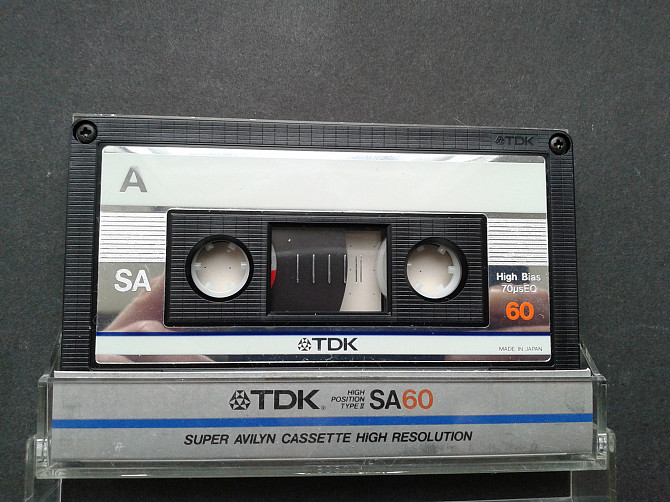 TDK
A
SA
High Bias
70µsEQ
60
TDK
MADE IN JAPAN
TDK® HIGH POSITION TYPE II SA60
SUPER AVILYN CASSETTE HIGH RESOLUTION